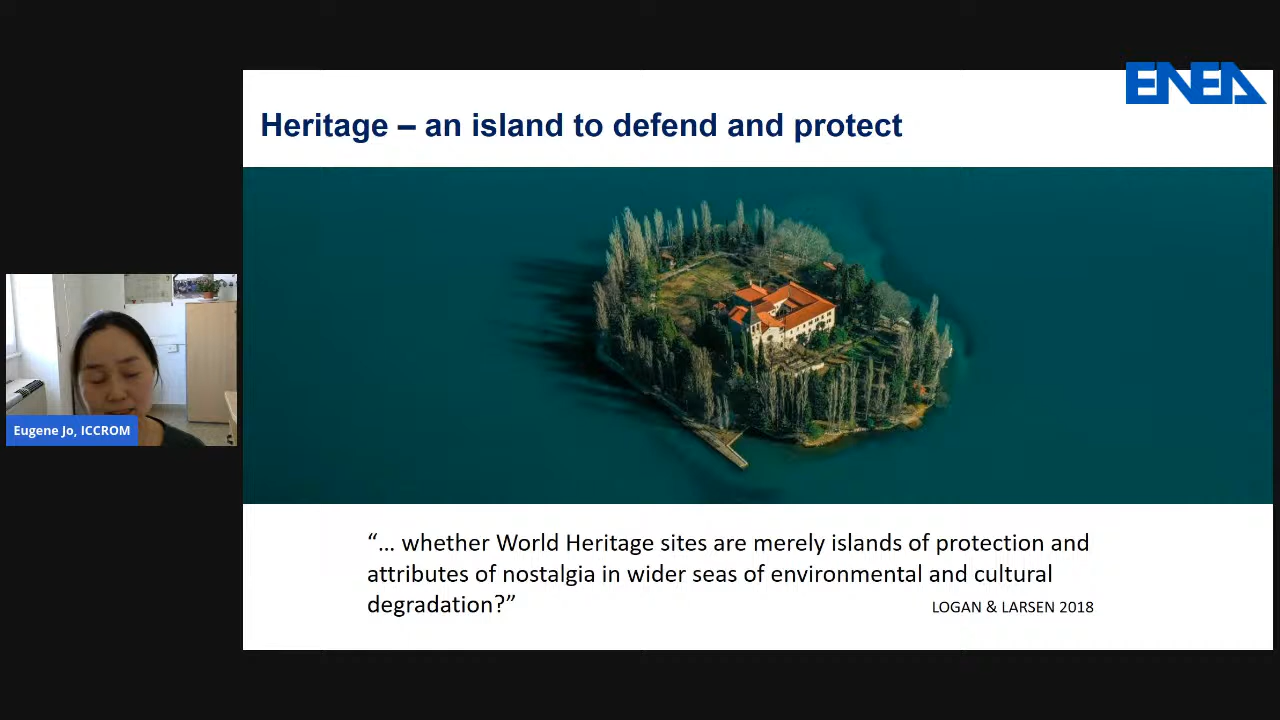 ENEA
Heritage – an island to defend and protect
Eugene Jo, ICCROM
“... whether World Heritage sites are merely islands of protection and
attributes of nostalgia in wider seas of environmental and cultural
degradation?”
LOGAN & LARSEN 2018